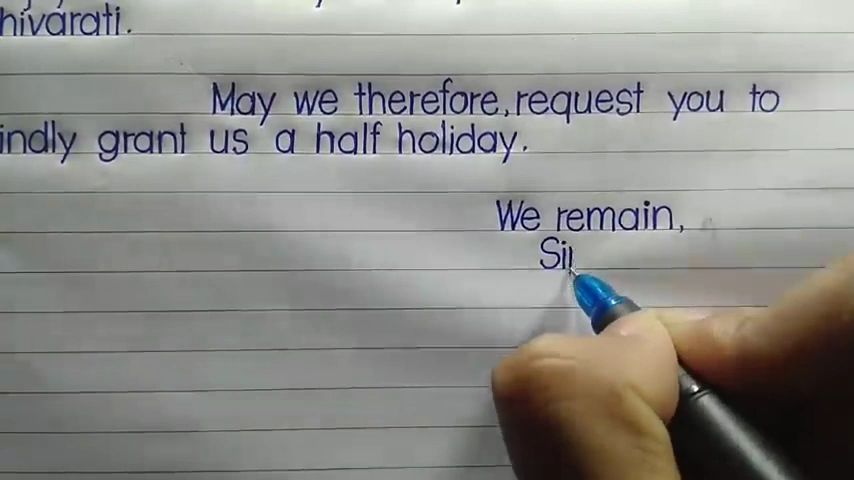 hivarati.
May we therefore, request you to
indly grant us a half holiday.
We remain,
Si